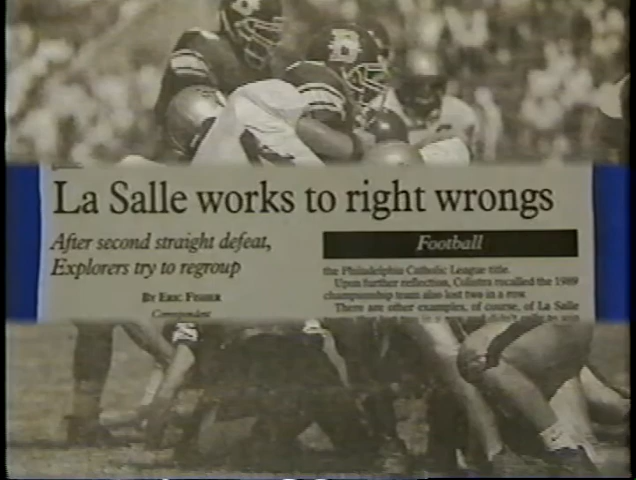 La Salle works to right wrongs
After second straight defeat,
Explorers try to regroup
BY ERIC FISHER
Correspondent
Football
the Philadelphia Catholic League title.
Upon further reflection, Colistra recalled the 1989
championship team also lost two in a row.
There are other examples, of course, of La Salle